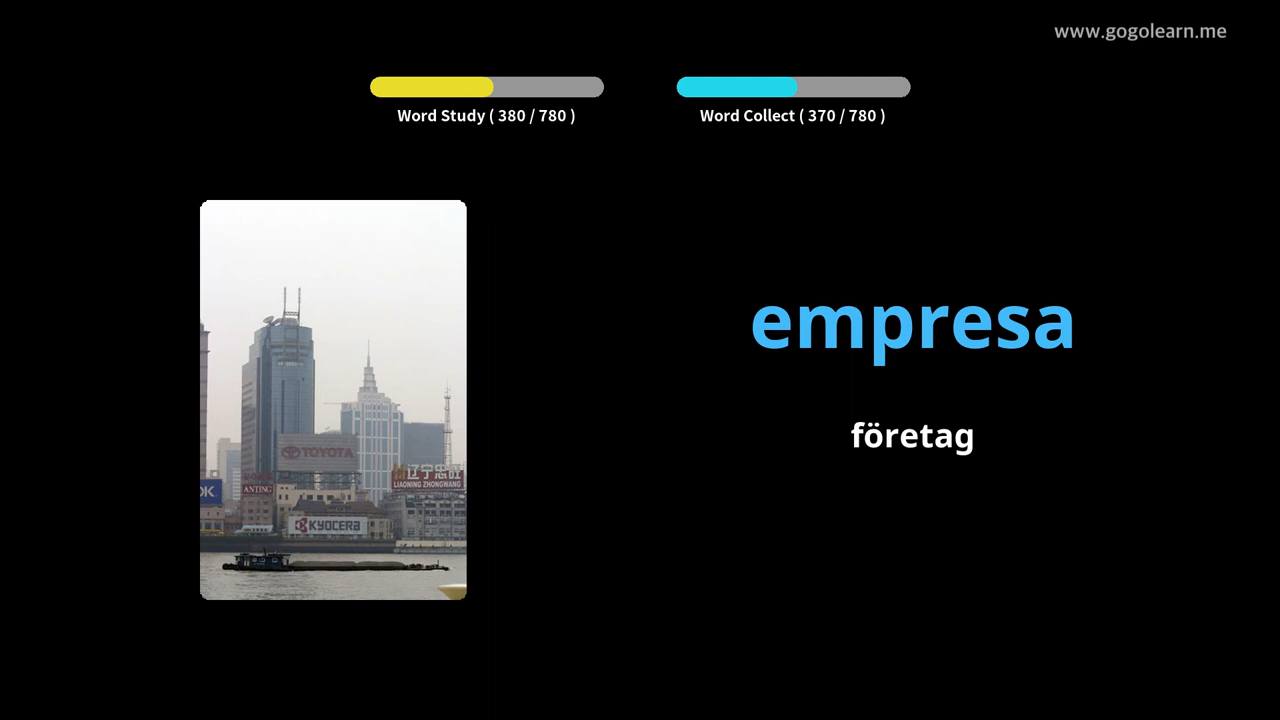 www.gogolearn.me
Word Study ( 380 / 780 )
Word Collect ( 370 / 780 )
empresa
företag
TOYOTA
辽宁忠旺
LIAONING ZHONGWANG
OK
ANTING
KYOCERA